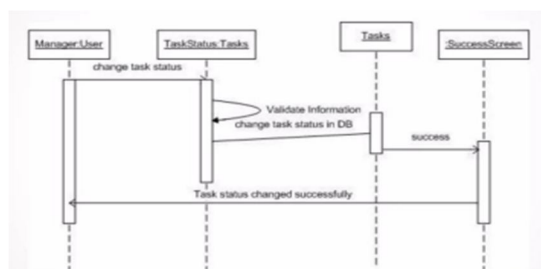 Manager:User
TaskStatus:Tasks
Tasks
:SuccessScreen
change task status
Validate Information
change task status in DB
success
Task status changed successfully